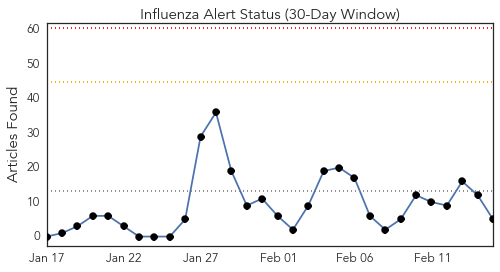 Influenza Alert Status (30-Day Window)
Articles Found
60
50
40
30
20
10
0
Jan 17 Jan 22 Jan 27 Feb 01 Feb 06 Feb 11